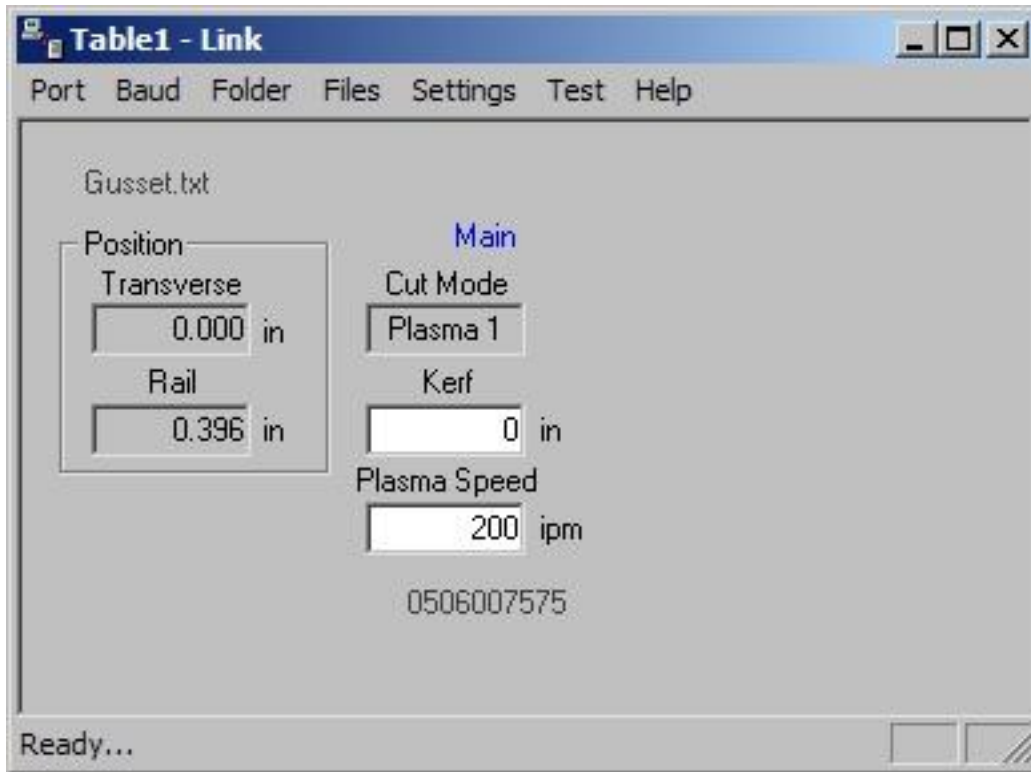 Table1 - Link
Port Baud Folder Files Settings Test Help
Gusset.txt
Position
Transverse
0.000 in
Rail
0.396 in
Main
Cut Mode
Plasma 1
Kerf
0 in
Plasma Speed
200 ipm
0506007575
Ready...